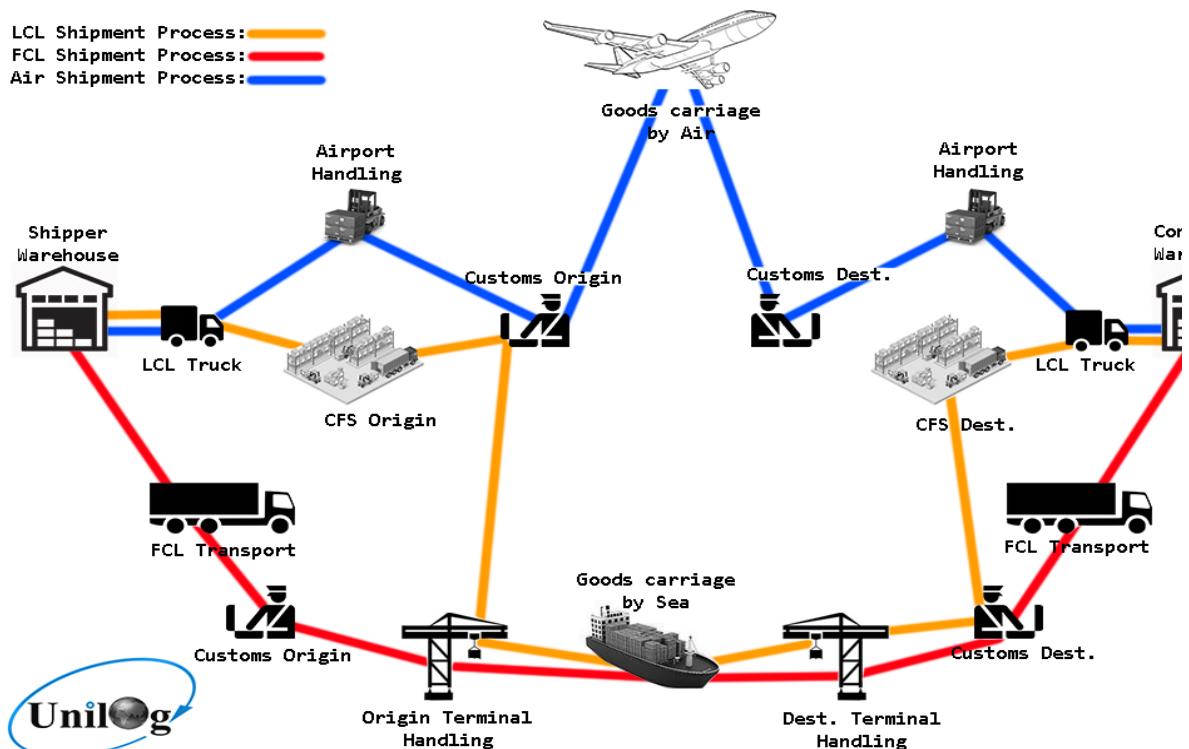 LCL Shipment Process:
FCL Shipment Process:
Air Shipment Process:
Goods carriage
by Air
Airport
Handling
Airport
Handling
Shipper
Warehouse
Customs Origin
Customs Dest.
Con
War
LCL Truck
LCL Truck
CFS Origin
CFS Dest.
FCL Transport
FCL Transport
Goods carriage
by Sea
Customs Origin
Customs Dest.
Origin Terminal
Handling
Dest. Terminal
Handling
Unilog